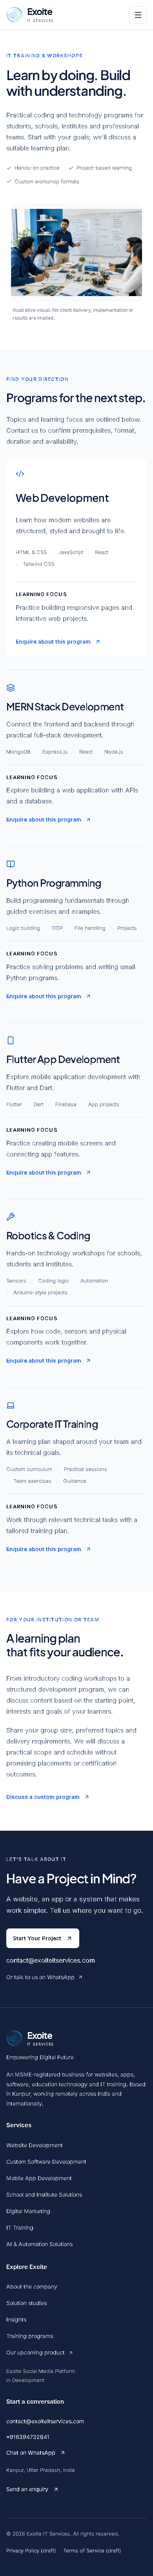 Exoite
IT SERVICES
IT TRAINING & WORKSHOPS
Learn by doing. Build
with understanding.
Practical coding and technology programs for
students, schools, institutes and professional
teams. Start with your goals; we'll discuss a
suitable learning plan.
Hands-on practice
Project-based learning
Custom workshop formats
Illustrative visual. No client delivery, implementation or
results are implied.
FIND YOUR DIRECTION
Programs for the next step.
Topics and learning focus are outlined below.
Contact us to confirm prerequisites, format,
duration and availability.
Web Development
Learn how modern websites are
structured, styled and brought to life.
HTML & CSS
JavaScript
React
Tailwind CSS
LEARNING FOCUS
Practice building responsive pages and
interactive web projects.
Enquire about this program
MERN Stack Development
Connect the frontend and backend through
practical full-stack development.
MongoDB
Express.js
React
Node.js
LEARNING FOCUS
Explore building a web application with APIs
and a database.
Enquire about this program
Python Programming
Build programming fundamentals through
guided exercises and examples.
Logic building
OOP
File handling
Projects
LEARNING FOCUS
Practice solving problems and writing small
Python programs.
Enquire about this program
Flutter App Development
Explore mobile application development with
Flutter and Dart.
Flutter
Dart
Firebase
App projects
LEARNING FOCUS
Practice creating mobile screens and
connecting app features.
Enquire about this program
Robotics & Coding
Hands-on technology workshops for schools,
students and institutes.
Sensors
Coding logic
Automation
Arduino-style projects
LEARNING FOCUS
Explore how code, sensors and physical
components work together.
Enquire about this program
Corporate IT Training
A learning plan shaped around your team and
its technical goals.
Custom curriculum
Practical sessions
Team exercises
Guidance
LEARNING FOCUS
Work through relevant technical tasks with a
tailored training plan.
Enquire about this program
FOR YOUR INSTITUTION OR TEAM
A learning plan
that fits your audience.
From introductory coding workshops to a
structured development program, we can
discuss content based on the starting point,
interests and goals of your learners.
Share your group size, preferred topics and
delivery requirements. We will discuss a
practical scope and schedule without
promising placements or certification
outcomes.
Discuss a custom program
LET'S TALK ABOUT IT
Have a Project in Mind?
A website, an app or a system that makes
work simpler. Tell us where you want to go.
Start Your Project
contact@exoiteitservices.com
Or talk to us on WhatsApp
Exoite
IT SERVICES
Empowering Digital Future
An MSME-registered business for websites, apps,
software, education technology and IT training. Based
in Kanpur, working remotely across India and
internationally.
Services
Website Development
Custom Software Development
Mobile App Development
School and Institute Solutions
Digital Marketing
IT Training
AI & Automation Solutions
Explore Exoite
About the company
Solution studies
Insights
Training programs
Our upcoming product
Exoite Social Media Platform
In Development
Start a conversation
contact@exoiteitservices.com
+916394732841
Chat on WhatsApp
Kanpur, Uttar Pradesh, India
Send an enquiry
© 2026 Exoite IT Services. All rights reserved.
Privacy Policy (draft)
Terms of Service (draft)